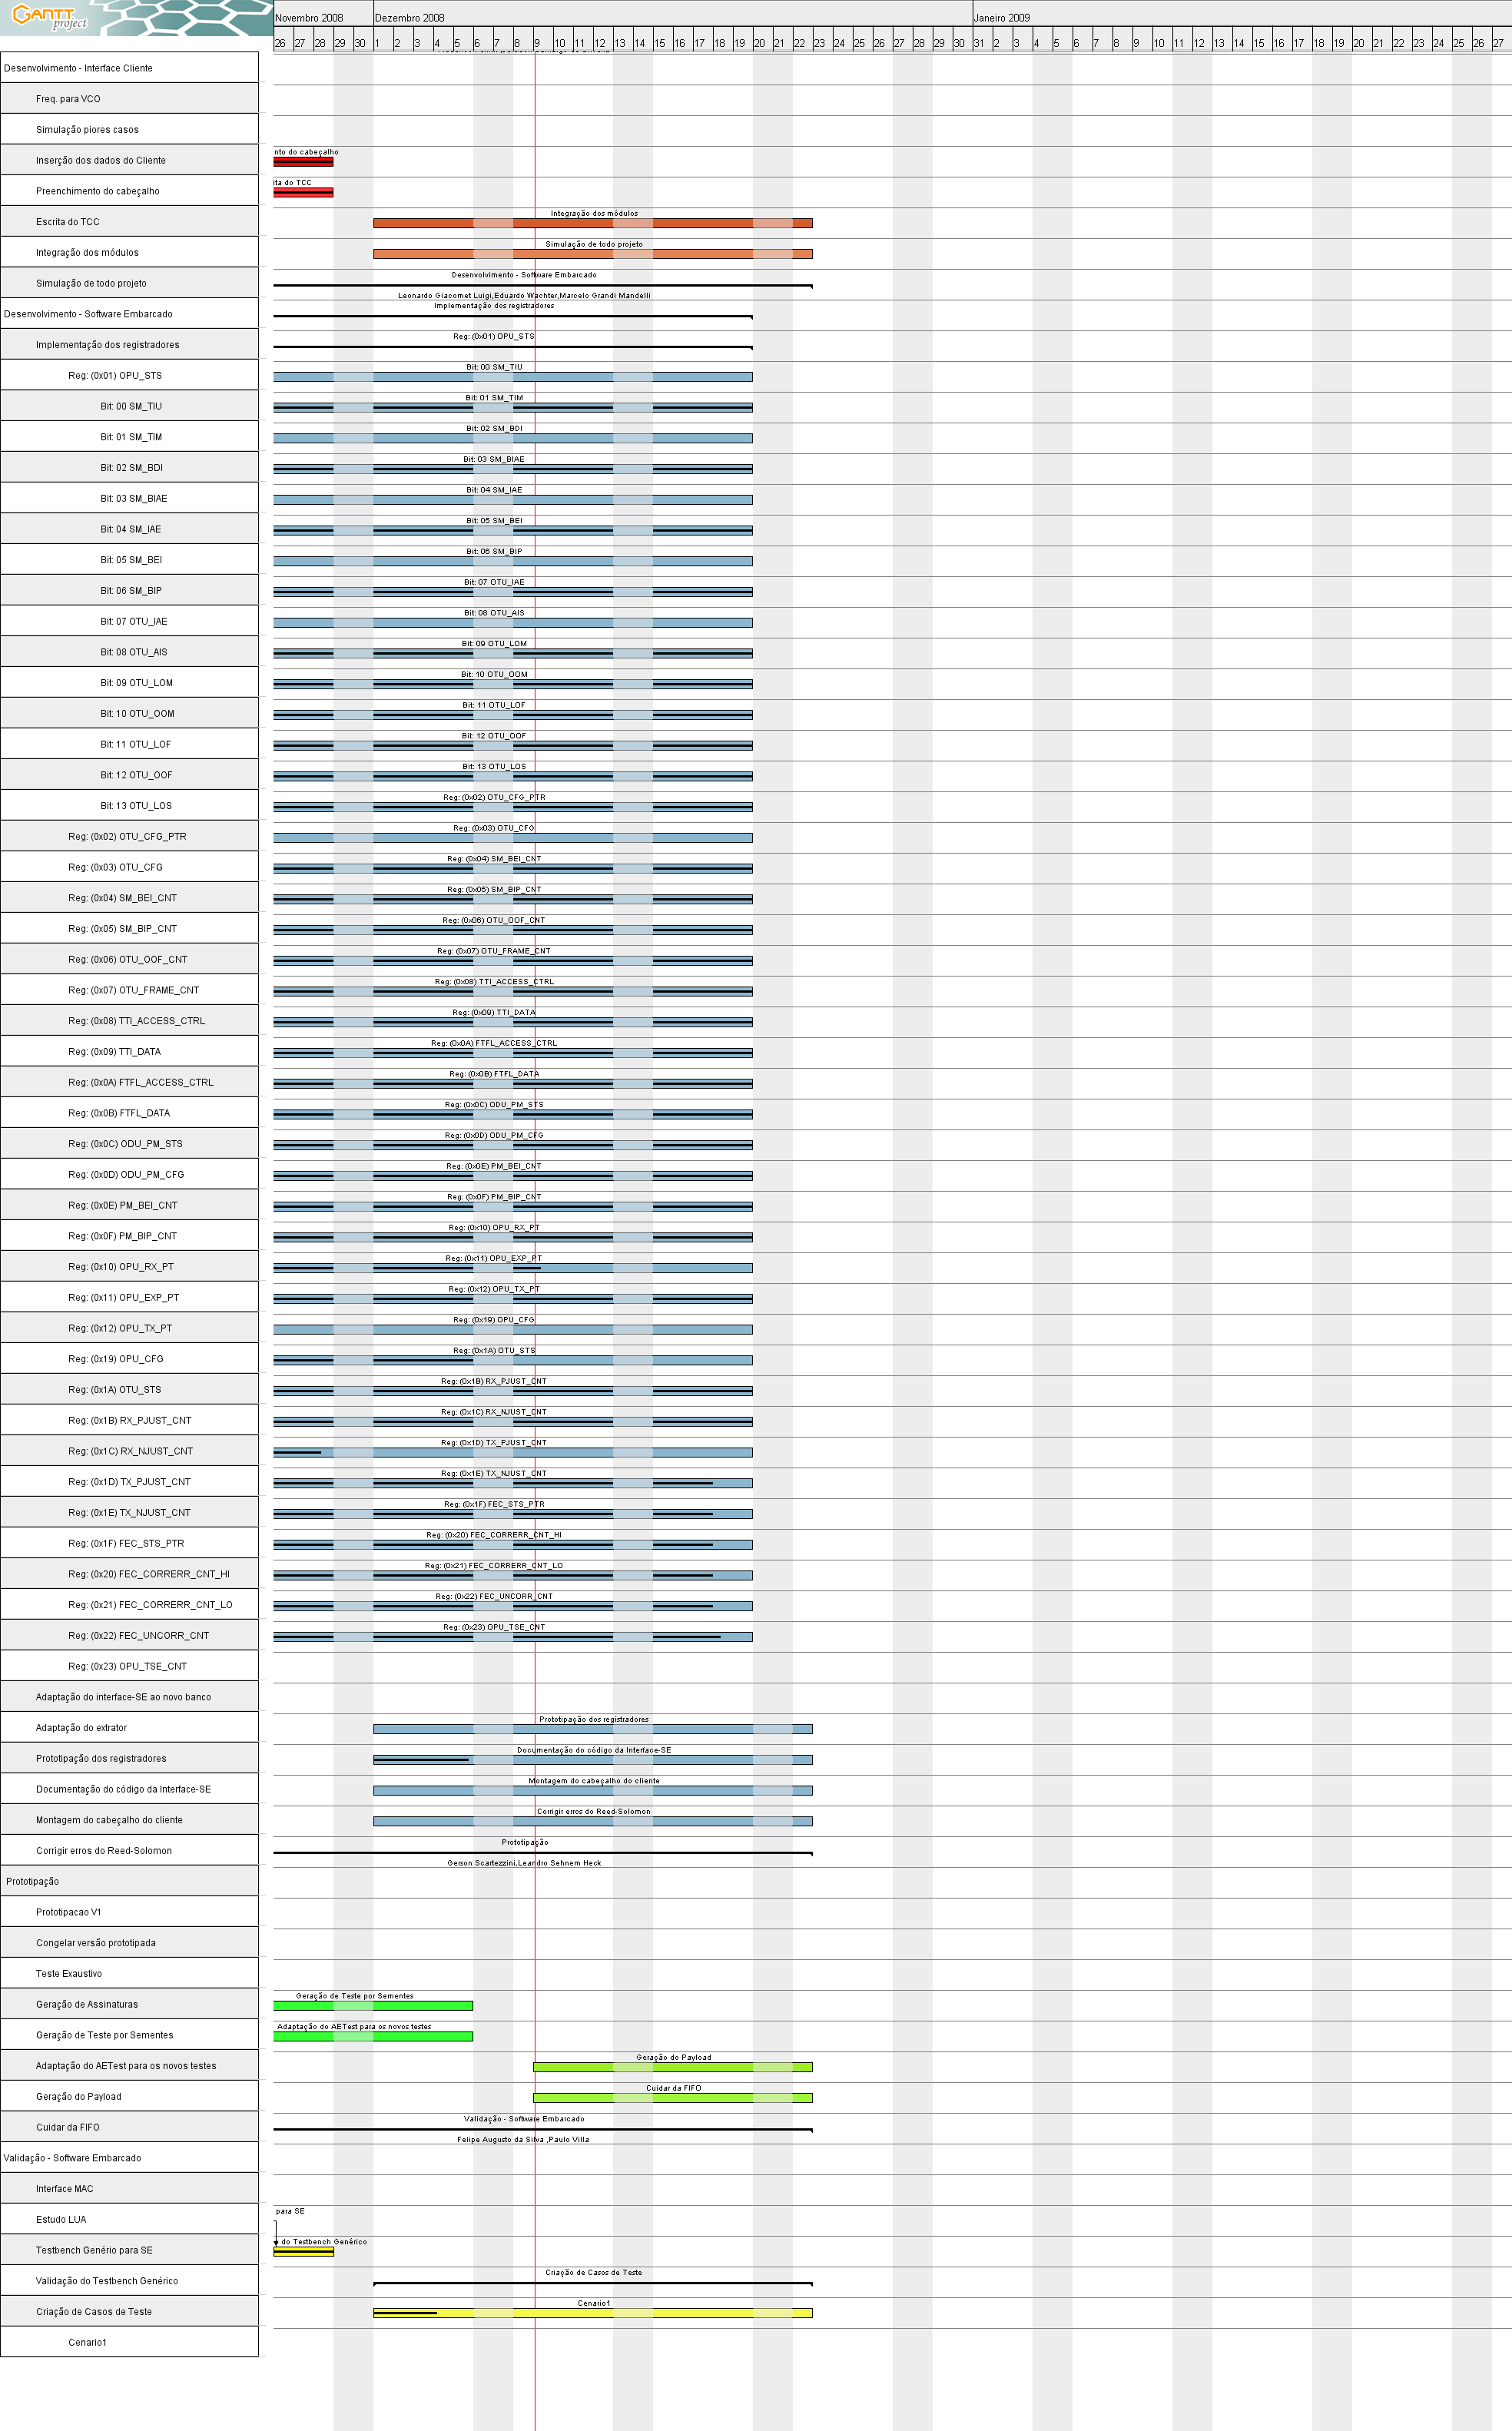 GANTT
project
Novembro 2008
Dezembro 2008
Janeiro 2009
26 27 28 29 30 1 2 3 4 5 6 7 8 9 10 11 12 13 14 15 16 17 18 19 20 21 22 23 24 25 26 27 28 29 30 31 1 2 3 4 5 6 7 8 9 10 11 12 13 14 15 16 17 18 19 20 21 22 23 24 25 26 27
Desenvolvimento - Interface Cliente
Freq. para VCO
Simulação piores casos
nto do cabeçalho
Inserção dos dados do Cliente
ita do TCC
Preenchimento do cabeçalho
Integração dos módulos
Escrita do TCC
Simulação de todo projeto
Integração dos módulos
Desenvolvimento - Software Embarcado
Simulação de todo projeto
Leonardo Giacomet Luigi,Eduardo Wachter,Marcelo Grandi Mandelli
Implementação dos registradores
Desenvolvimento - Software Embarcado
Reg: (0x01) OPU_STS
Implementação dos registradores
Bit: 00 SM_TIU
Reg: (0x01) OPU_STS
Bit: 01 SM_TIM
Bit: 00 SM_TIU
Bit: 02 SM_BDI
Bit: 01 SM_TIM
Bit: 03 SM_BIAE
Bit: 02 SM_BDI
Bit: 04 SM_IAE
Bit: 03 SM_BIAE
Bit: 05 SM_BEI
Bit: 04 SM_IAE
Bit: 06 SM_BIP
Bit: 05 SM_BEI
Bit: 07 OTU_IAE
Bit: 06 SM_BIP
Bit: 08 OTU_AIS
Bit: 07 OTU_IAE
Bit: 09 OTU_LOM
Bit: 08 OTU_AIS
Bit: 10 OTU_OOM
Bit: 09 OTU_LOM
Bit: 11 OTU_LOF
Bit: 10 OTU_OOM
Bit: 12 OTU_OOF
Bit: 11 OTU_LOF
Bit: 13 OTU_LOS
Bit: 12 OTU_OOF
Reg: (0x02) OTU_CFG_PTR
Bit: 13 OTU_LOS
Reg: (0x03) OTU_CFG
Reg: (0x02) OTU_CFG_PTR
Reg: (0x04) SM_BEI_CNT
Reg: (0x03) OTU_CFG
Reg: (0x05) SM_BIP_CNT
Reg: (0x04) SM_BEI_CNT
Reg: (0x06) OTU_OOF_CNT
Reg: (0x05) SM_BIP_CNT
Reg: (0x07) OTU_FRAME_CNT
Reg: (0x06) OTU_OOF_CNT
Reg: (0x08) TTI_ACCESS_CTRL
Reg: (0x07) OTU_FRAME_CNT
Reg: (0x09) TTI_DATA
Reg: (0x08) TTI_ACCESS_CTRL
Reg: (0x0A) FTFL_ACCESS_CTRL
Reg: (0x09) TTI_DATA
Reg: (0x0B) FTFL_DATA
Reg: (0x0A) FTFL_ACCESS_CTRL
Reg: (0x0C) ODU_PM_STS
Reg: (0x0B) FTFL_DATA
Reg: (0x0D) ODU_PM_CFG
Reg: (0x0C) ODU_PM_STS
Reg: (0x0E) PM_BEI_CNT
Reg: (0x0D) ODU_PM_CFG
Reg: (0x0F) PM_BIP_CNT
Reg: (0x0E) PM_BEI_CNT
Reg: (0x10) OPU_RX_PT
Reg: (0x0F) PM_BIP_CNT
Reg: (0x11) OPU_EXP_PT
Reg: (0x10) OPU_RX_PT
Reg: (0x12) OPU_TX_PT
Reg: (0x11) OPU_EXP_PT
Reg: (0x19) OPU_CFG
Reg: (0x12) OPU_TX_PT
Reg: (0x1A) OTU_STS
Reg: (0x19) OPU_CFG
Reg: (0x1B) RX_PJUST_CNT
Reg: (0x1A) OTU_STS
Reg: (0x1C) RX_NJUST_CNT
Reg: (0x1B) RX_PJUST_CNT
Reg: (0x1D) TX_PJUST_CNT
Reg: (0x1C) RX_NJUST_CNT
Reg: (0x1E) TX_NJUST_CNT
Reg: (0x1D) TX_PJUST_CNT
Reg: (0x1F) FEC_STS_PTR
Reg: (0x1E) TX_NJUST_CNT
Reg: (0x20) FEC_CORRERR_CNT_HI
Reg: (0x1F) FEC_STS_PTR
Reg: (0x21) FEC_CORRERR_CNT_LO
Reg: (0x20) FEC_CORRERR_CNT_HI
Reg: (0x22) FEC_UNCORR_CNT
Reg: (0x21) FEC_CORRERR_CNT_LO
Reg: (0x23) OPU_TSE_CNT
Reg: (0x22) FEC_UNCORR_CNT
Reg: (0x23) OPU_TSE_CNT
Adaptação do interface-SE ao novo banco
Prototipação dos registradores
Adaptação do extrator
Documentação do código da Interface-SE
Prototipação dos registradores
Montagem do cabeçalho do cliente
Documentação do código da Interface-SE
Corrigir erros do Reed-Solomon
Montagem do cabeçalho do cliente
Prototipação
Corrigir erros do Reed-Solomon
Gerson Scartezzini,Leandro Sehnem Heck
Prototipação
Prototipacao V1
Congelar versão prototipada
Teste Exaustivo
Geração de Teste por Sementes
Geração de Assinaturas
Adaptação do AETest para os novos testes
Geração de Teste por Sementes
Geração do Payload
Adaptação do AETest para os novos testes
Cuidar da FIFO
Geração do Payload
Validação - Software Embarcado
Cuidar da FIFO
Felipe Augusto da Silva ,Paulo Villa
Validação - Software Embarcado
Interface MAC
para SE
Estudo LUA
do Testbench Genérico
Testbench Genério para SE
Criação de Casos de Teste
Validação do Testbench Genérico
Cenario1
Criação de Casos de Teste
Cenario1